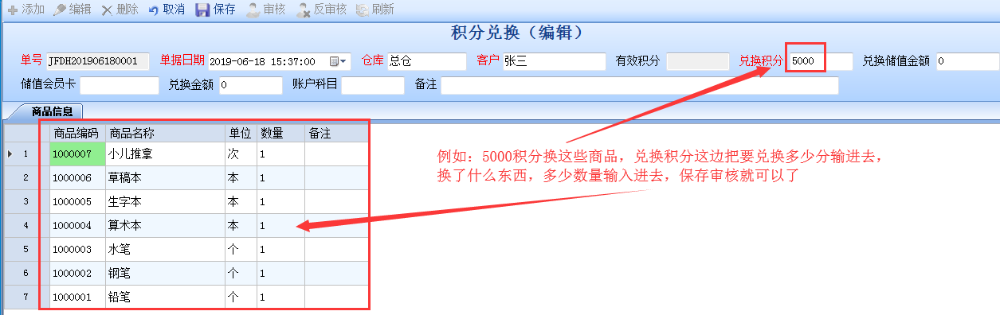 添加 编辑 删除 取消 保存 审核 反审核 刷新
积分兑换（编辑）
单号 JFDH201906180001 单据日期 2019-06-18 15:37:00 仓库 总仓 客户 张三 有效积分 兑换积分 5000 兑换储值金额 0
储值会员卡 兑换金额 0 账户科目 备注
商品信息
商品编码 商品名称 单位 数量 备注
1 1000007 小儿推拿 次 1
2 1000006 草稿本 本 1
3 1000005 生字本 本 1
4 1000004 算术本 本 1
5 1000003 水笔 个 1
6 1000002 钢笔 个 1
7 1000001 铅笔 个 1
例如：5000积分换这些商品，兑换积分这边把要兑换多少分输进去，
换了什么东西，多少数量输入进去，保存审核就可以了